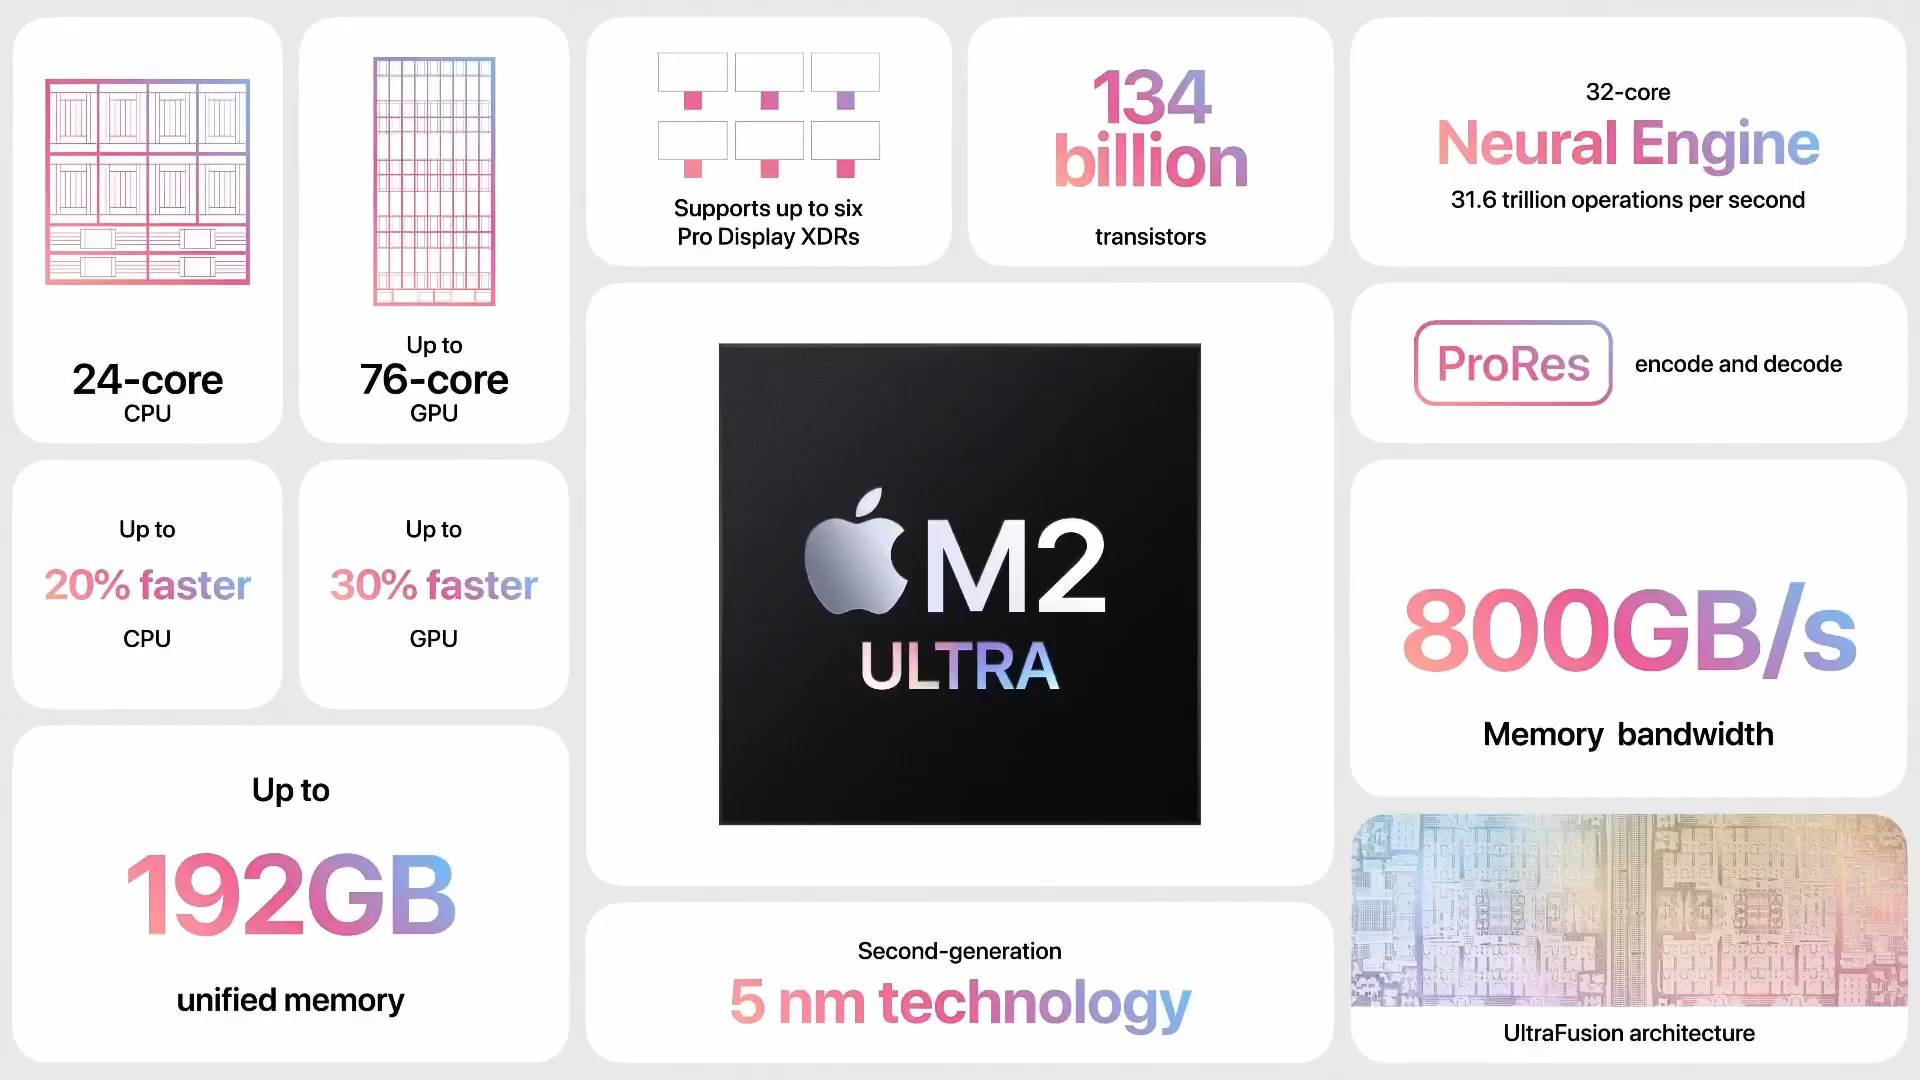 24-core
CPU
Up to
76-core
GPU
Supports up to six
Pro Display XDRs
134
billion
transistors
32-core
Neural Engine
31.6 trillion operations per second
ProRes
encode and decode
Up to
20% faster
CPU
Up to
30% faster
GPU
M2
ULTRA
800GB/s
Memory bandwidth
Up to
192GB
unified memory
Second-generation
5 nm technology
UltraFusion architecture